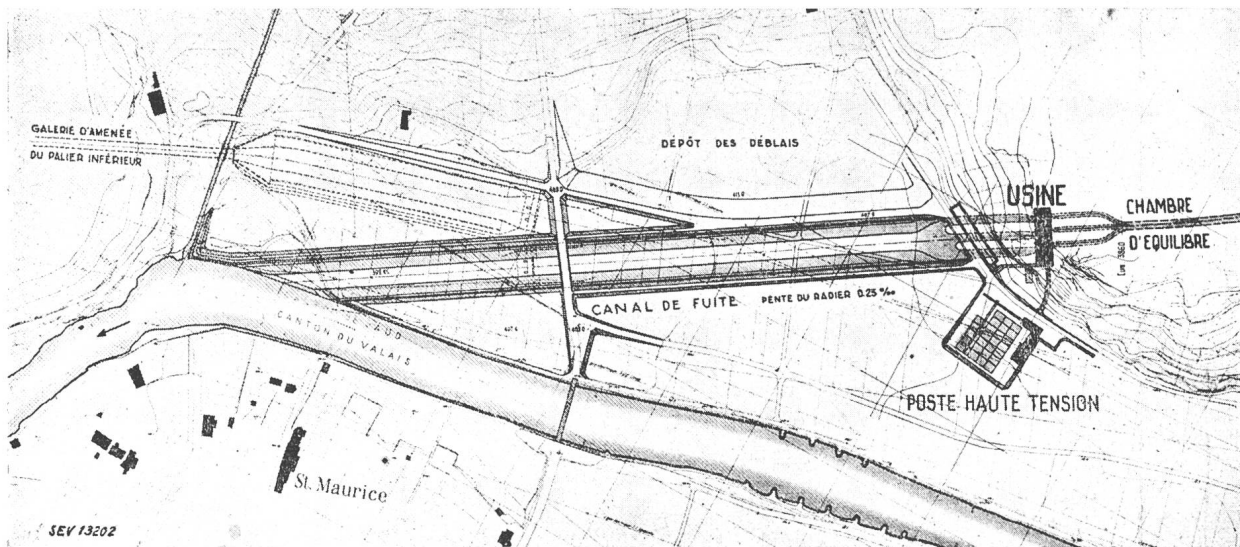 GALERIE D'AMENÉE
DU PALIER INFÉRIEUR
DÉPÔT DES DÉBLAIS
USINE
CHAMBRE
D'EQUILIBRE
CANAL DE FUITE PENTE DU RADIER 0.25 ‰
VAUD
CANTON DU VALAIS
POSTE HAUTE TENSION
St. Maurice
SEV 13202